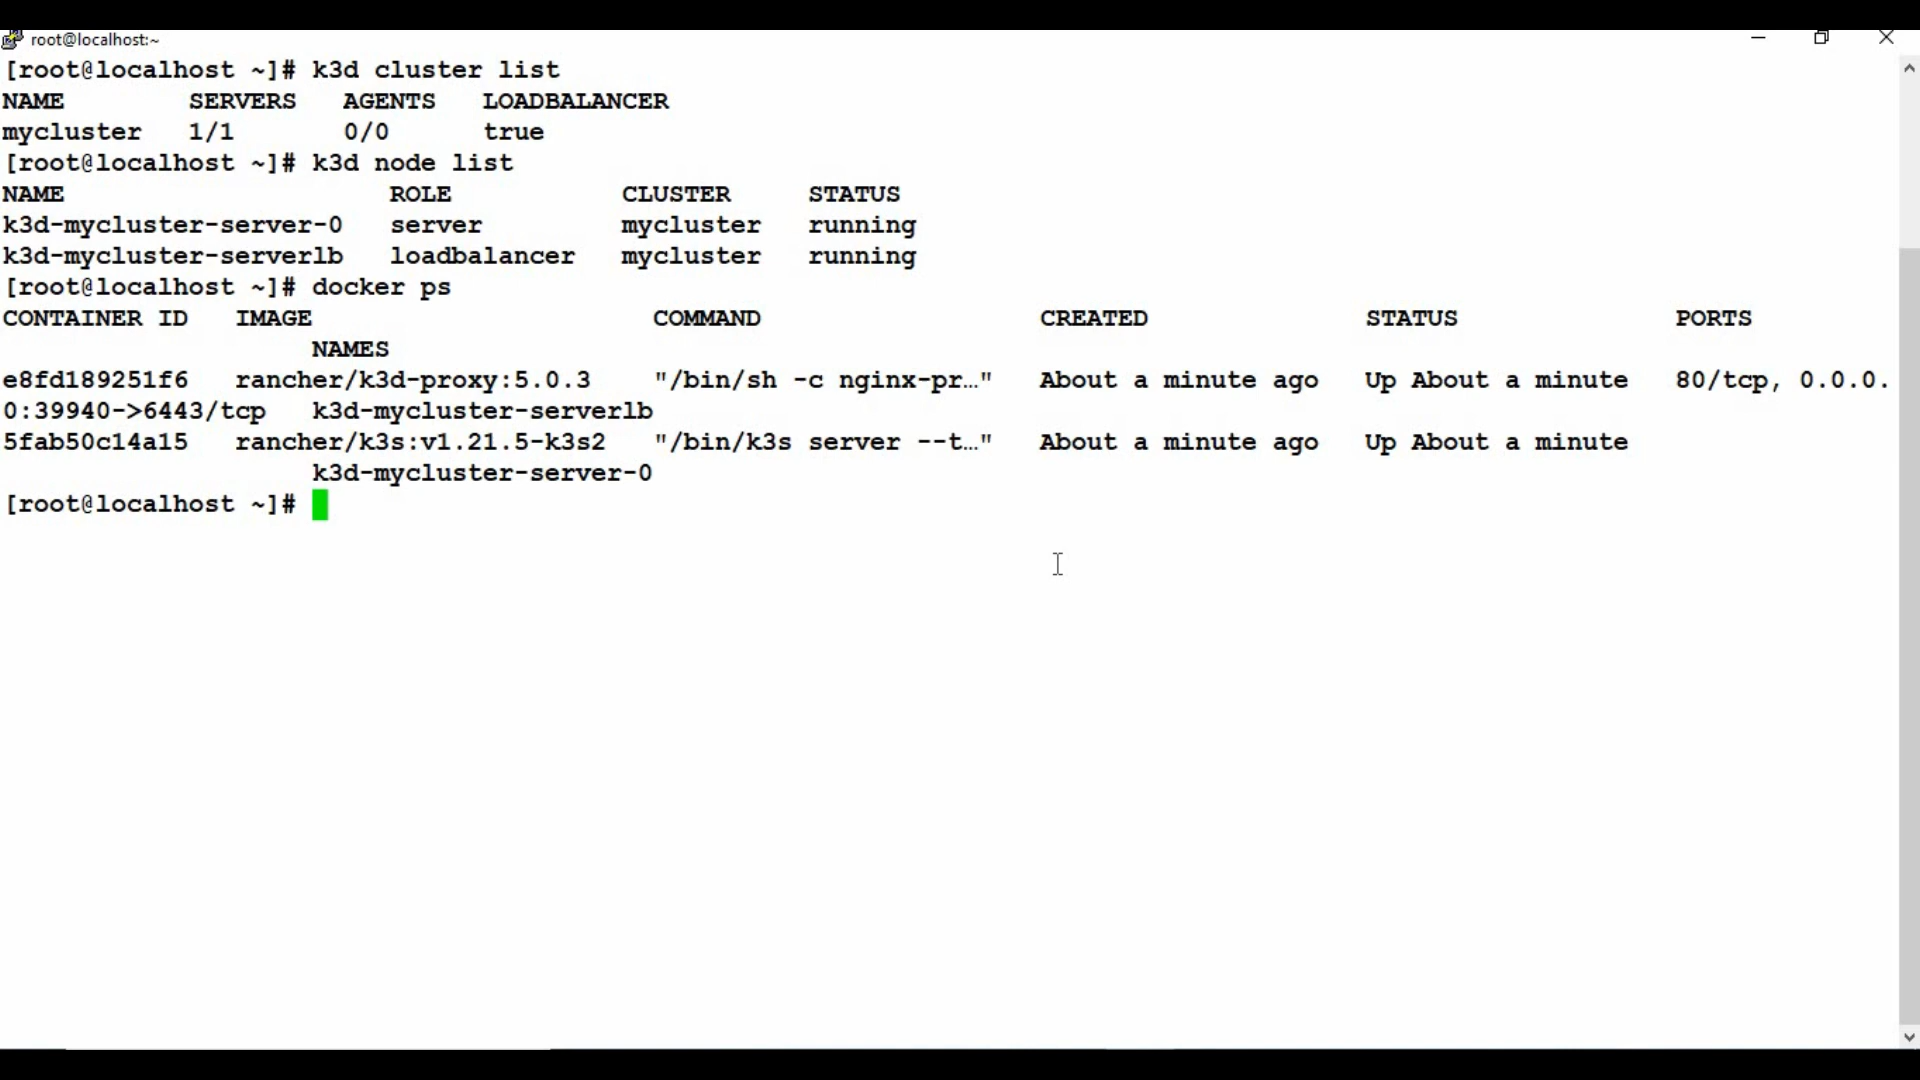 root@localhost:~
[root@localhost ~]# k3d cluster list
NAME        SERVERS   AGENTS   LOADBALANCER
mycluster   1/1       0/0      true
[root@localhost ~]# k3d node list
NAME                     ROLE           CLUSTER     STATUS
k3d-mycluster-server-0   server         mycluster   running
k3d-mycluster-serverlb   loadbalancer   mycluster   running
[root@localhost ~]# docker ps
CONTAINER ID   IMAGE                      COMMAND                  CREATED              STATUS              PORTS
                    NAMES
e8fd189251f6   rancher/k3d-proxy:5.0.3    "/bin/sh -c nginx-pr…"   About a minute ago   Up About a minute   80/tcp, 0.0.0.
0:39940->6443/tcp   k3d-mycluster-serverlb
5fab50c14a15   rancher/k3s:v1.21.5-k3s2   "/bin/k3s server --t…"   About a minute ago   Up About a minute
                    k3d-mycluster-server-0
[root@localhost ~]#